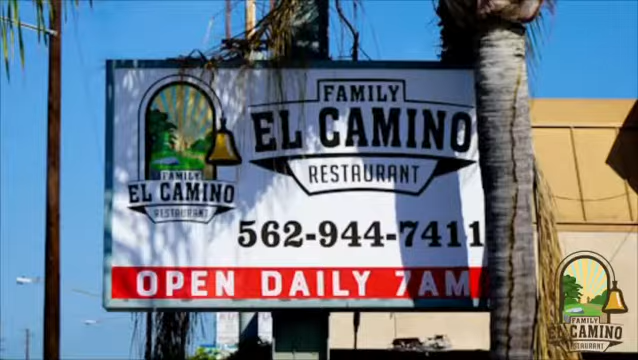 FAMILY
EL CAMINO
RESTAURANT
FAMILY
EL CAMINO
RESTAURANT
562-944-7411
OPEN DAILY 7AM
FAMILY
EL CAMINO
RESTAURANT